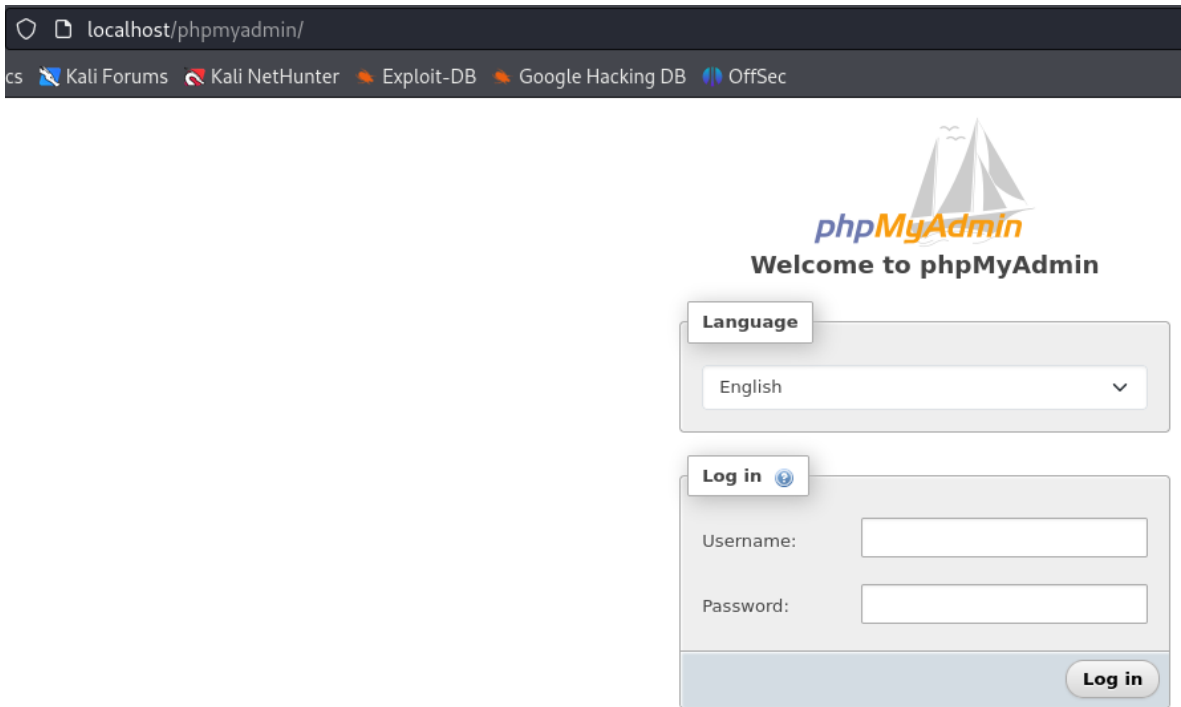 localhost/phpmyadmin/
cs Kali Forums Kali NetHunter Exploit-DB Google Hacking DB OffSec
phpMyAdmin
Welcome to phpMyAdmin
Language
English
Log in
Username:
Password:
Log in